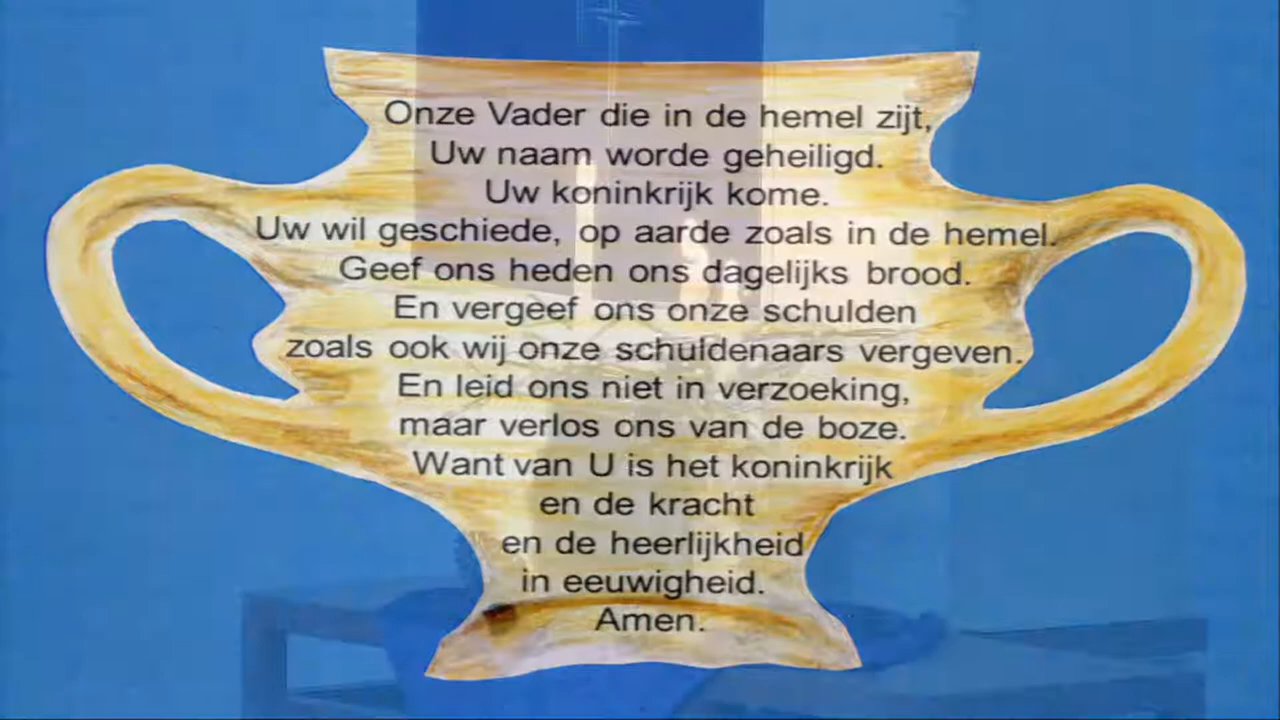 Onze Vader die in de hemel zijt,
Uw naam worde geheiligd.
Uw koninkrijk kome.
Uw wil geschiede, op aarde zoals in de hemel.
Geef ons heden ons dagelijks brood.
En vergeef ons onze schulden
zoals ook wij onze schuldenaars vergeven.
En leid ons niet in verzoeking,
maar verlos ons van de boze.
Want van U is het koninkrijk
en de kracht
en de heerlijkheid
in eeuwigheid.
Amen.